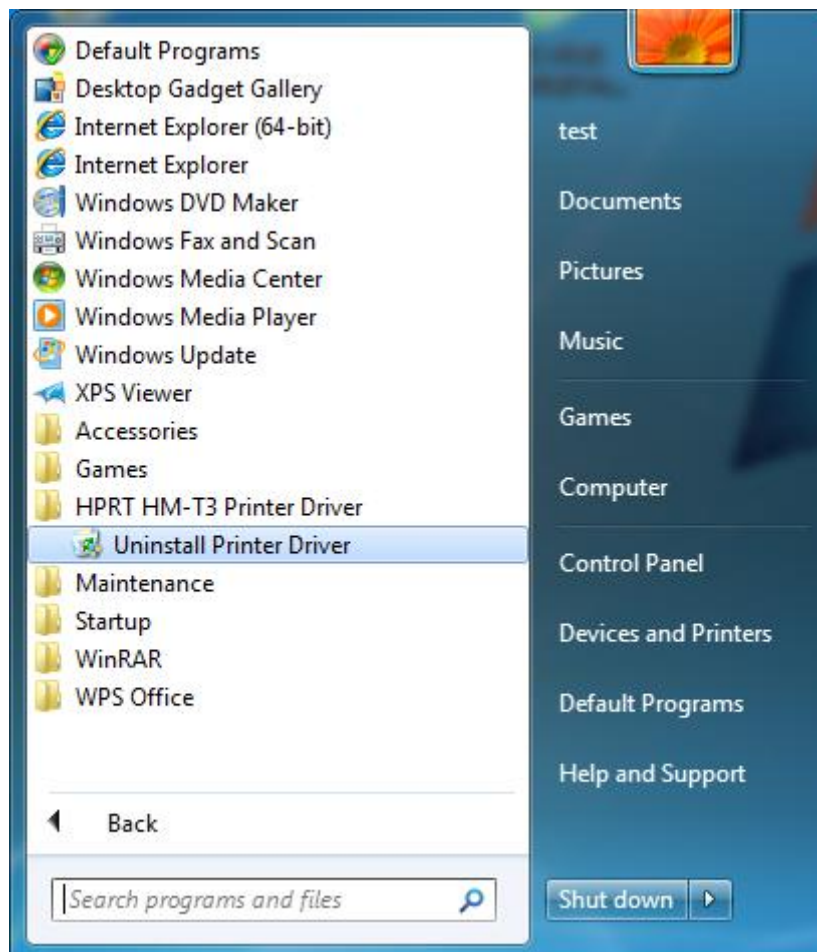 Default Programs
Desktop Gadget Gallery
Internet Explorer (64-bit)
Internet Explorer
Windows DVD Maker
Windows Fax and Scan
Windows Media Center
Windows Media Player
Windows Update
XPS Viewer
Accessories
Games
HPRT HM-T3 Printer Driver
Uninstall Printer Driver
Maintenance
Startup
WinRAR
WPS Office
Back
Search programs and files
test
Documents
Pictures
Music
Games
Computer
Control Panel
Devices and Printers
Default Programs
Help and Support
Shut down